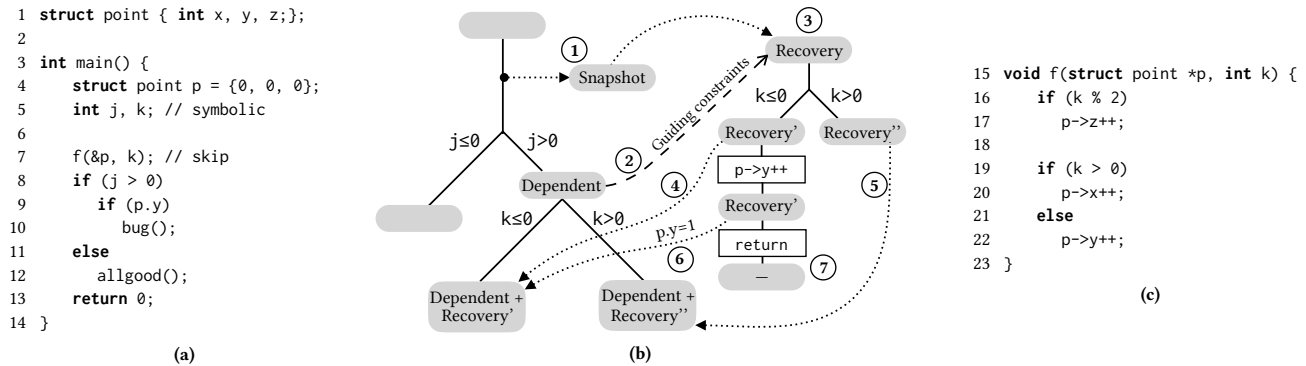 1 struct point { int x, y, z;};
2
3 int main() {
4 struct point p = {0, 0, 0};
5 int j, k; // symbolic
6
7 f(&p, k); // skip
8 if (j > 0)
9 if (p.y)
10 bug();
11 else
12 allgood();
13 return 0;
14 }
(a)
1
Snapshot
3
Recovery
Guiding constraints
k≤0
k>0
j≤0
j>0
2
Recovery'
Recovery''
Dependent
4
p->y++
5
k≤0
k>0
Recovery'
p.y=1
6
return
7
—
Dependent +
Recovery'
Dependent +
Recovery''
(b)
15 void f(struct point *p, int k) {
16 if (k % 2)
17 p->z++;
18
19 if (k > 0)
20 p->x++;
21 else
22 p->y++;
23 }
(c)